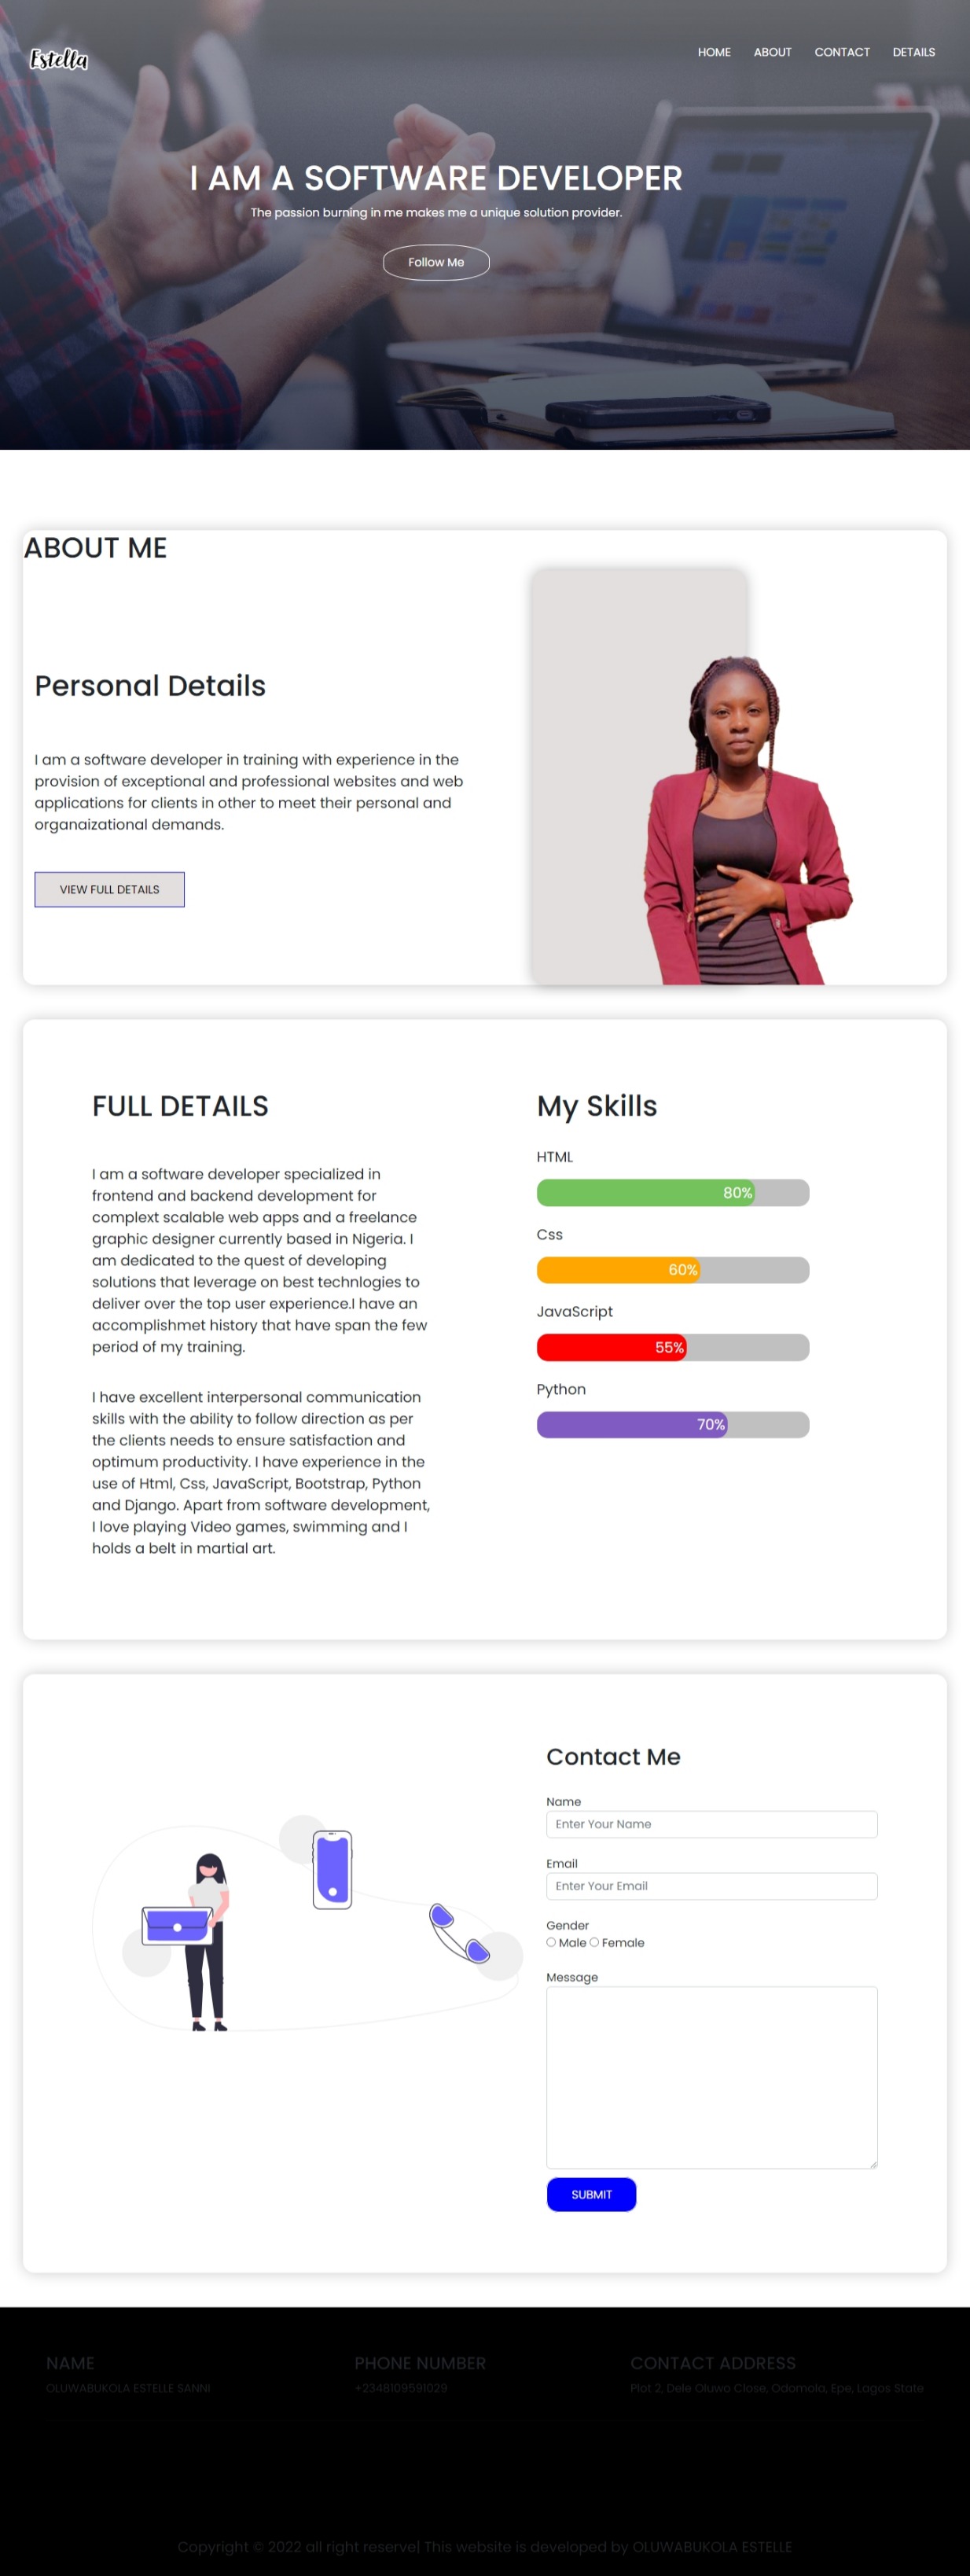 Estella
HOME ABOUT CONTACT DETAILS
I AM A SOFTWARE DEVELOPER
The passion burning in me makes me a unique solution provider.
Follow Me
ABOUT ME
Personal Details
I am a software developer in training with experience in the
provision of exceptional and professional websites and web
applications for clients in other to meet their personal and
organaizational demands.
VIEW FULL DETAILS
FULL DETAILS
I am a software developer specialized in
frontend and backend development for
complext scalable web apps and a freelance
graphic designer currently based in Nigeria. I
am dedicated to the quest of developing
solutions that leverage on best technlogies to
deliver over the top user experience.I have an
accomplishmet history that have span the few
period of my training.
I have excellent interpersonal communication
skills with the ability to follow direction as per
the clients needs to ensure satisfaction and
optimum productivity. I have experience in the
use of Html, Css, JavaScript, Bootstrap, Python
and Django. Apart from software development,
I love playing Video games, swimming and I
holds a belt in martial art.
My Skills
HTML
80%
Css
60%
JavaScript
55%
Python
70%
Contact Me
Name
Enter Your Name
Email
Enter Your Email
Gender
Male Female
Message
SUBMIT
NAME
OLUWABUKOLA ESTELLE SANNI
PHONE NUMBER
+2348109591029
CONTACT ADDRESS
Plot 2, Dele Oluwo Close, Odomola, Epe, Lagos State
Copyright © 2022 all right reserve| This website is developed by OLUWABUKOLA ESTELLE